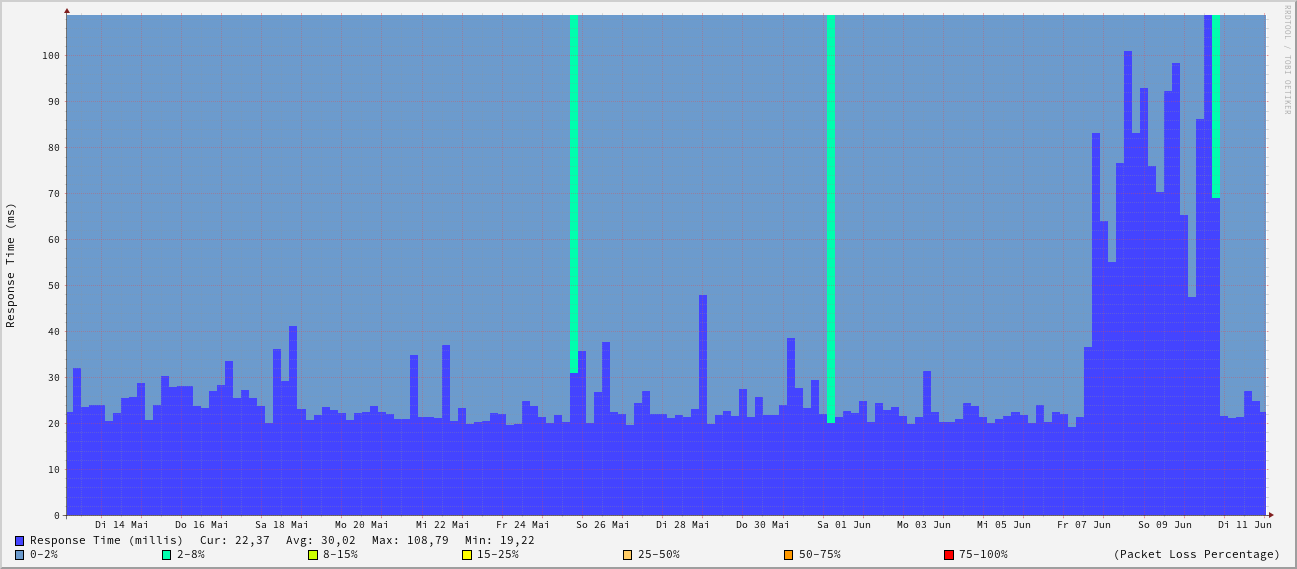 RRDTOOL / TOBI OETIKER
Response Time (ms)
100
90
80
70
60
50
40
30
20
10
0
Di 14 Mai Do 16 Mai Sa 18 Mai Mo 20 Mai Mi 22 Mai Fr 24 Mai So 26 Mai Di 28 Mai Do 30 Mai Sa 01 Jun Mo 03 Jun Mi 05 Jun Fr 07 Jun So 09 Jun Di 11 Jun
Response Time (millis) Cur: 22,37 Avg: 30,02 Max: 108,79 Min: 19,22
0-2% 2-8% 8-15% 15-25% 25-50% 50-75% 75-100% (Packet Loss Percentage)